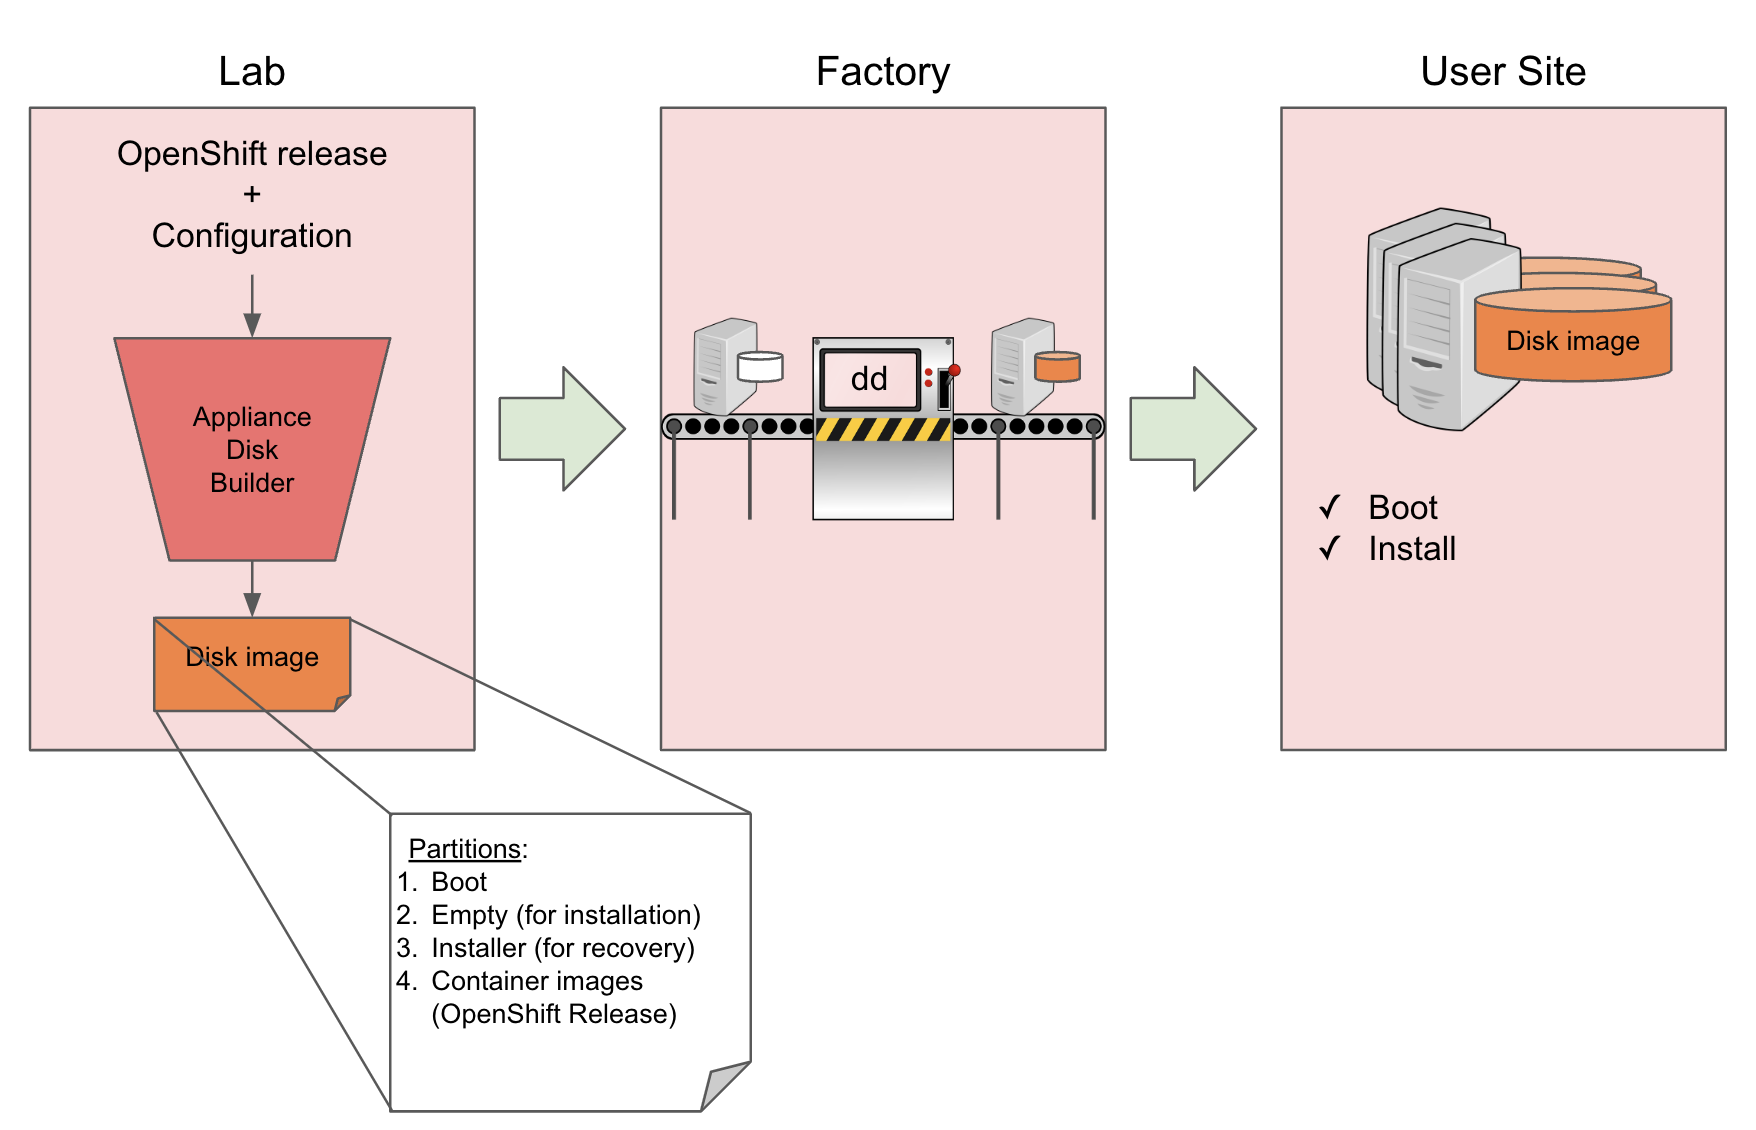 Lab
OpenShift release
+
Configuration
Appliance
Disk
Builder
Disk image
Partitions:
1. Boot
2. Empty (for installation)
3. Installer (for recovery)
4. Container images
(OpenShift Release)
Factory
dd
User Site
Disk image
✓ Boot
✓ Install